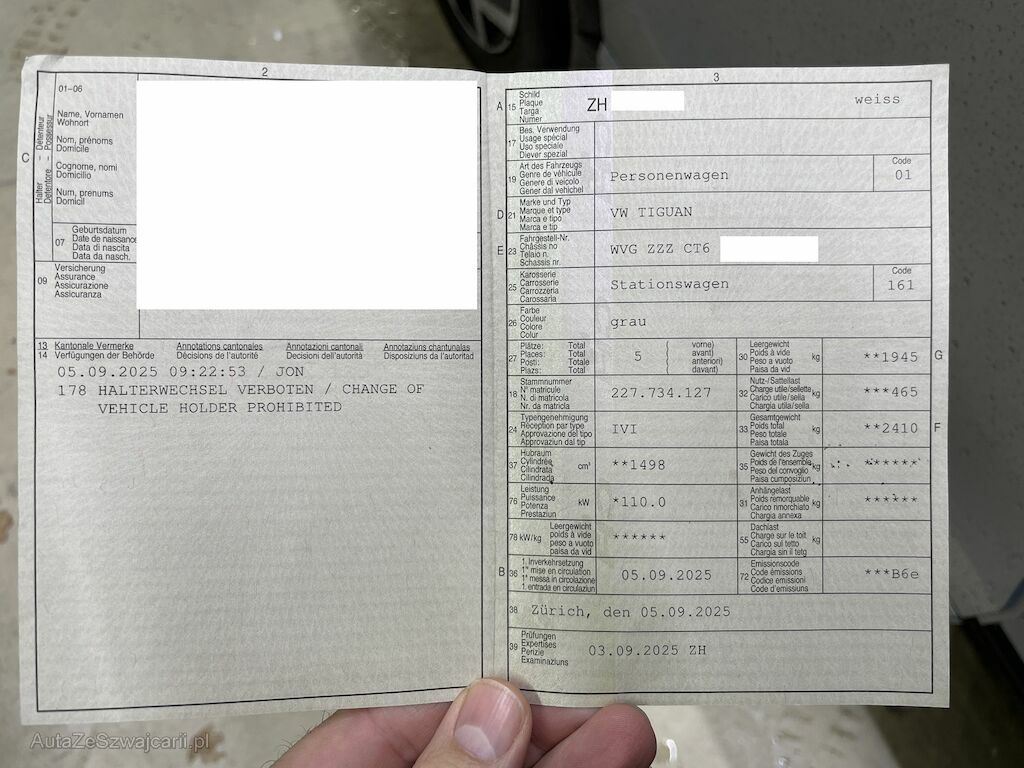 2
01-06
C
Halter – Détenteur
Detentore – Possessur
Name, Vornamen
Wohnort
Nom, prénoms
Domicile
Cognome, nomi
Domicilio
Num, prenums
Domicil
07
Geburtsdatum
Date de naissance
Data di nascita
Data da nasch.
09
Versicherung
Assurance
Assicurazione
Assicuranza
13 Kantonale Vermerke Annotations cantonales Annotazioni cantonali Annotaziuns chantunalas
14 Verfügungen der Behörde Décisions de l'autorité Decisioni dell'autorità Disposiziuns da l'autoritad
05.09.2025 09:22:53 / JON
178 HALTERWECHSEL VERBOTEN / CHANGE OF
VEHICLE HOLDER PROHIBITED
3
A 15
Schild
Plaque
Targa
Numer
ZH
weiss
17
Bes. Verwendung
Usage spécial
Uso speciale
Diever spezial
19
Art des Fahrzeugs
Genre de véhicule
Genere di veicolo
Gener dal vehichel
Personenwagen
Code
01
D 21
Marke und Typ
Marque et type
Marca e tipo
Marca e tip
VW TIGUAN
E 23
Fahrgestell-Nr.
Châssis no
Telaio n.
Schassis nr.
WVG ZZZ CT6
25
Karosserie
Carrosserie
Carrozzeria
Carossaria
Stationswagen
Code
161
26
Farbe
Couleur
Colore
Colur
grau
27
Plätze: Total
Places: Total
Posti: Totale
Plazs: Total
5
( vorne)
( avant)
( anteriori)
( davant)
30
Leergewicht
Poids à vide
Peso a vuoto
Paisa da vid
kg
**1945
G
18
Stammnummer
N° matricule
N. di matricola
Nr. da matricla
227.734.127
32
Nutz-/Sattellast
Charge utile/sellette
Carico utile/sella
Chargia utila/sella
kg
***465
24
Typengenehmigung
Réception par type
Approvazione del tipo
Approvaziun dal tip
IVI
33
Gesamtgewicht
Poids total
Peso totale
Paisa totala
kg
**2410
F
37
Hubraum
Cylindrée
Cilindrata
Cilindrada
cm³
**1498
35
Gewicht des Zuges
Poids de l'ensemble
Peso del convoglio
Paisa cumposiziun
kg
******
76
Leistung
Puissance
Potenza
Prestaziun
kW
*110.0
31
Anhängelast
Poids remorquable
Carico rimorchiato
Chargia annexa
kg
******
78 kW/kg
Leergewicht
poids à vide
peso a vuoto
paisa da vid
******
55
Dachlast
Charge sur le toit
Carico sul tetto
Chargia sin il tetg
kg
B 36
1. Inverkehrsetzung
1ʳᵉ mise en circulation
1ª messa in circolazione
1. entrada en circulaziun
05.09.2025
72
Emissionscode
Code émissions
Codice emissioni
Code d'emissiuns
***B6e
38 Zürich, den 05.09.2025
39
Prüfungen
Expertises
Perizie
Examinaziuns
03.09.2025 ZH
AutaZeSzwajcarii.pl